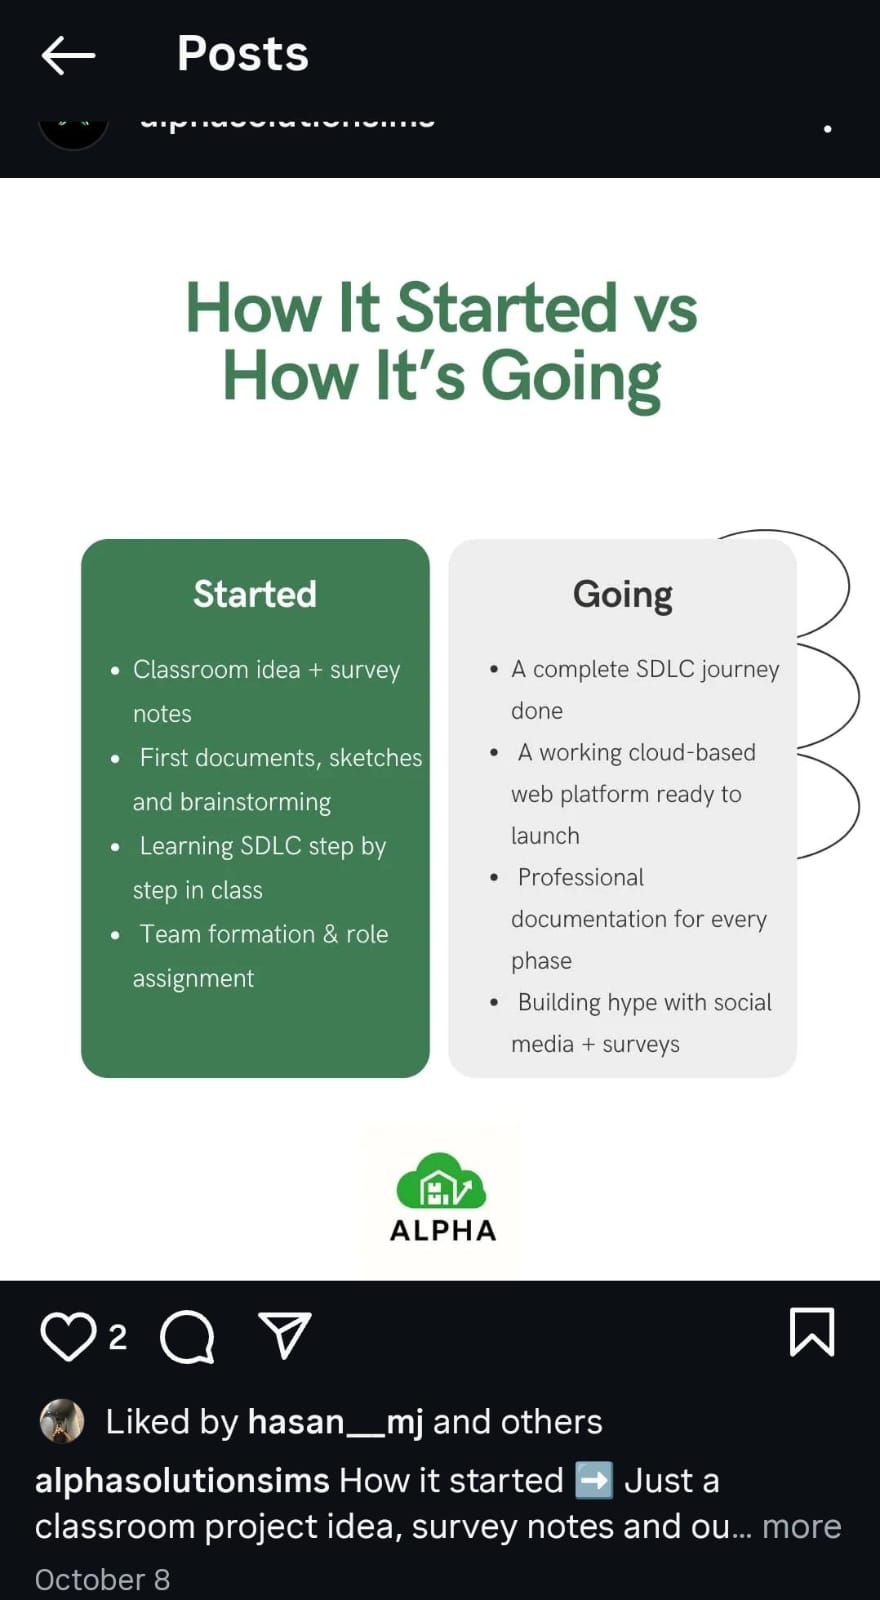 Posts
alphasolutionsims
How It Started vs
How It's Going
Started
• Classroom idea + survey
notes
• First documents, sketches
and brainstorming
• Learning SDLC step by
step in class
• Team formation & role
assignment
Going
• A complete SDLC journey
done
• A working cloud-based
web platform ready to
launch
• Professional
documentation for every
phase
• Building hype with social
media + surveys
ALPHA
2
Liked by hasan__mj and others
alphasolutionsims How it started ➡️ Just a
classroom project idea, survey notes and ou... more
October 8